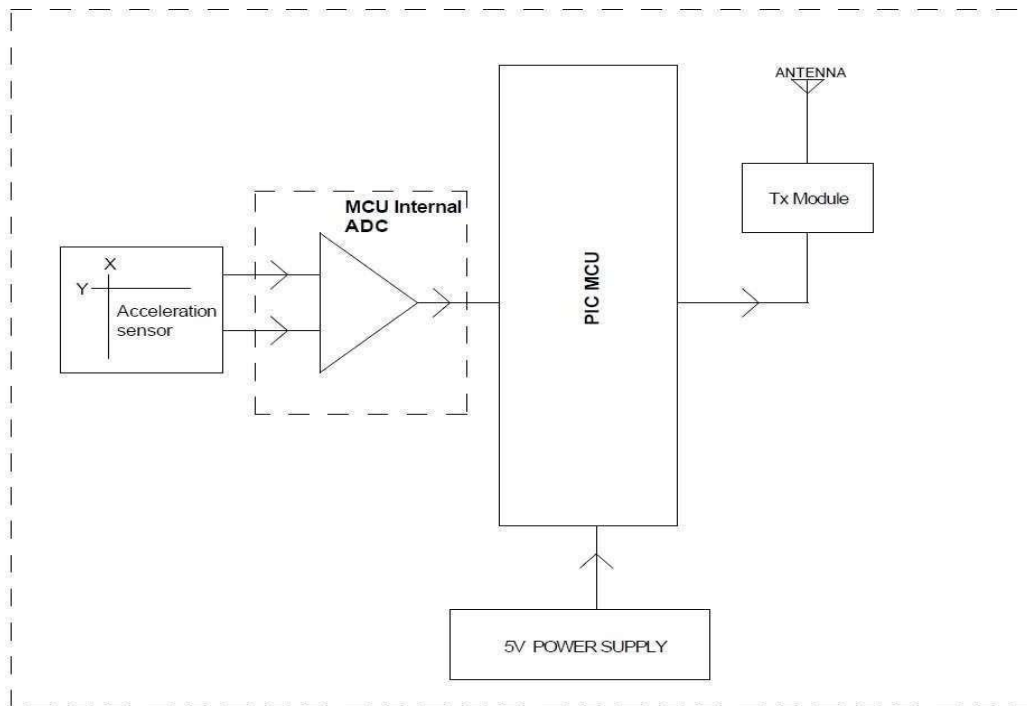 ANTENNA
Tx Module
MCU Internal
ADC
X
Y
Acceleration
sensor
PIC MCU
5V POWER SUPPLY